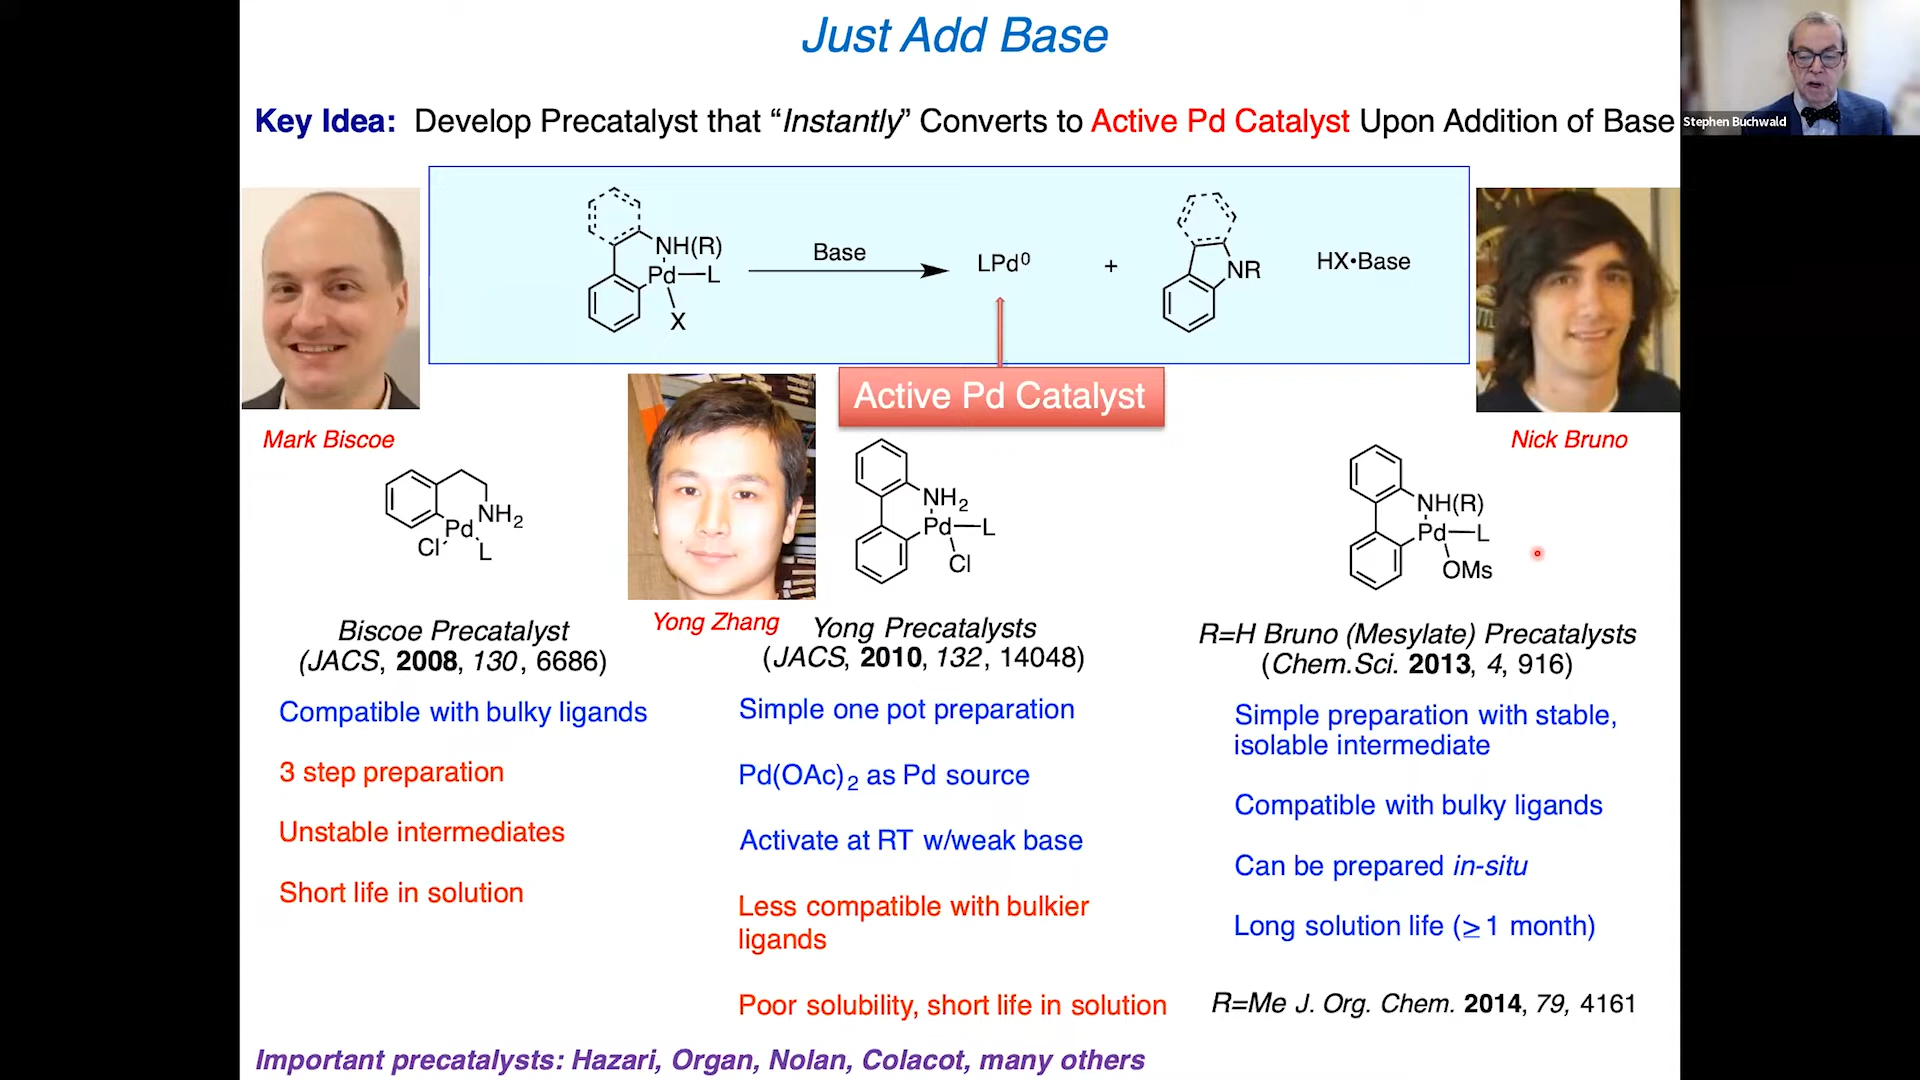 Just Add Base
Key Idea: Develop Precatalyst that “Instantly” Converts to Active Pd Catalyst Upon Addition of Base
Stephen Buchwald
NH(R)
Pd
L
X
Base
LPd⁰
+
NR
HX•Base
Active Pd Catalyst
Mark Biscoe
Nick Bruno
Yong Zhang
Pd
NH₂
Cl
L
Biscoe Precatalyst
(JACS, 2008, 130, 6686)
Compatible with bulky ligands
3 step preparation
Unstable intermediates
Short life in solution
NH₂
Pd
L
Cl
Yong Precatalysts
(JACS, 2010, 132, 14048)
Simple one pot preparation
Pd(OAc)₂ as Pd source
Activate at RT w/weak base
Less compatible with bulkier
ligands
Poor solubility, short life in solution
NH(R)
Pd
L
OMs
R=H Bruno (Mesylate) Precatalysts
(Chem.Sci. 2013, 4, 916)
Simple preparation with stable,
isolable intermediate
Compatible with bulky ligands
Can be prepared in-situ
Long solution life (≥1 month)
R=Me J. Org. Chem. 2014, 79, 4161
Important precatalysts: Hazari, Organ, Nolan, Colacot, many others